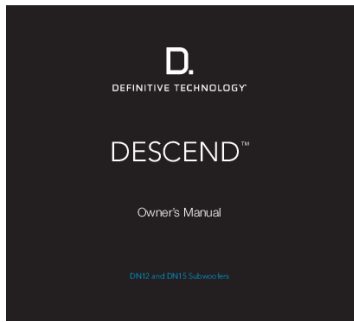 D.
DEFINITIVE TECHNOLOGY
DESCEND™
Owner's Manual
DN12 and DN15 Subwoofers